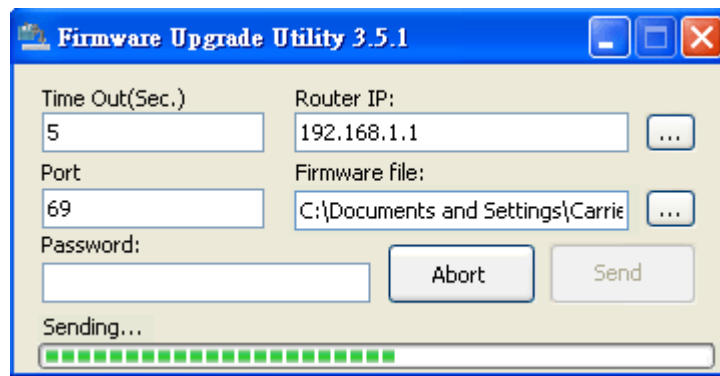 Firmware Upgrade Utility 3.5.1
Time Out(Sec.) Router IP:
5 192.168.1.1 ...
Port Firmware file:
69 C:\Documents and Settings\Carrie ...
Password:
Abort Send
Sending...